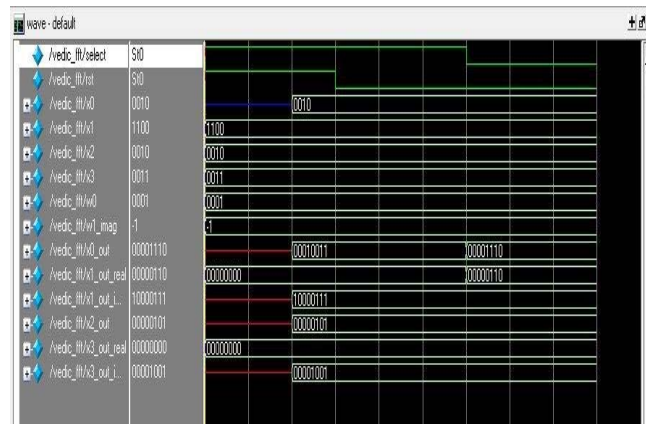 wave - default
/vedic_fft/select St0
/vedic_fft/rst St0
/vedic_fft/x0 0010 0010
/vedic_fft/x1 1100 1100
/vedic_fft/x2 0010 0010
/vedic_fft/x3 0011 0011
/vedic_fft/w0 0001 0001
/vedic_fft/w1_imag -1 -1
/vedic_fft/x0_out 00001110 00010011 00001110
/vedic_fft/x1_out_real 00000110 00000000 00000110
/vedic_fft/x1_out_i... 10000111 10000111
/vedic_fft/x2_out 00000101 00000101
/vedic_fft/x3_out_real 00000000 00000000
/vedic_fft/x3_out_i... 00001001 00001001